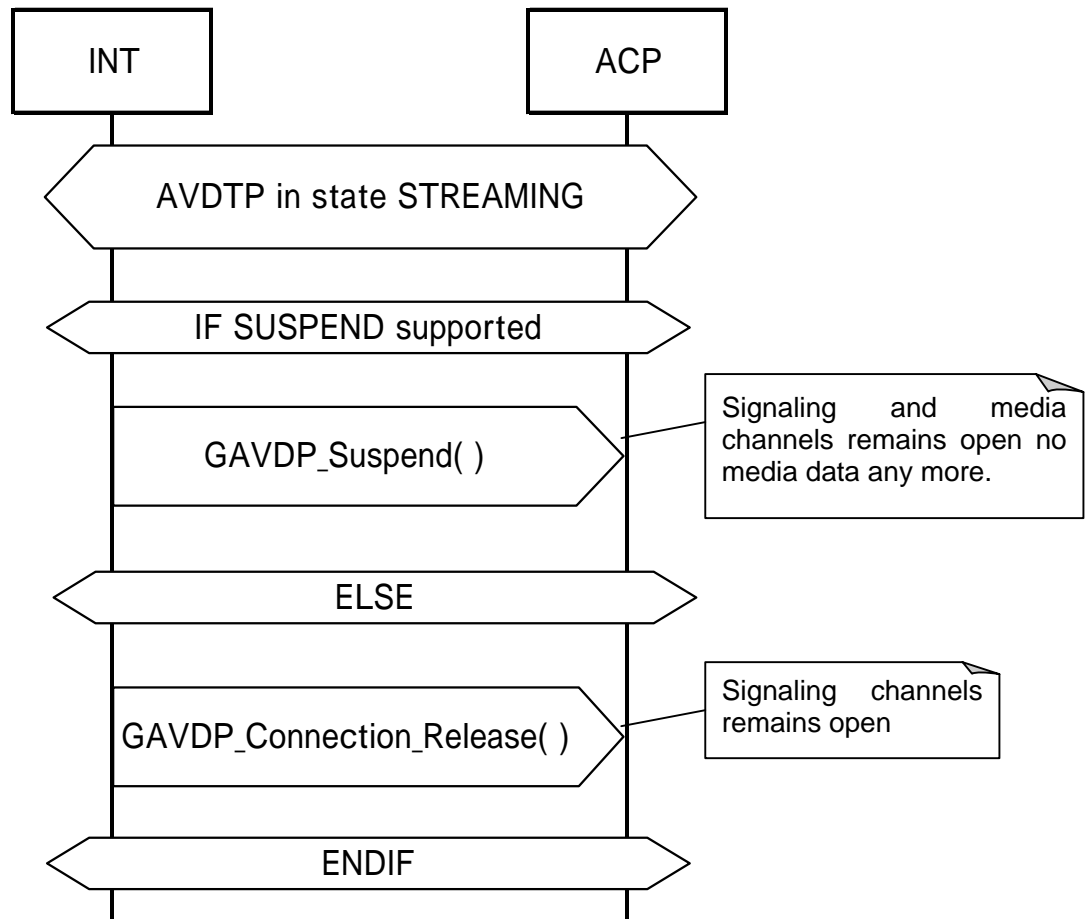 INT
ACP
AVDTP in state STREAMING
IF SUSPEND supported
GAVDP_Suspend( )
Signaling and media
channels remains open no
media data any more.
ELSE
GAVDP_Connection_Release( )
Signaling channels
remains open
ENDIF